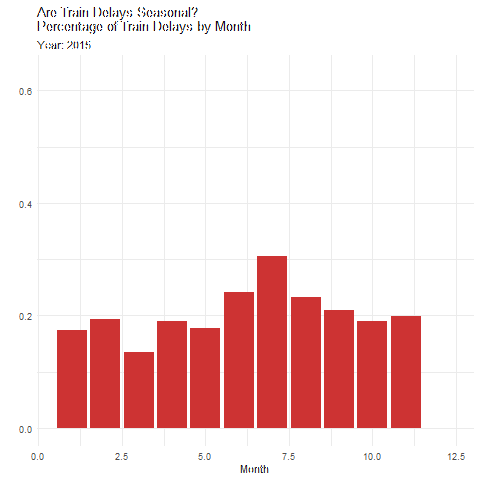 Are Train Delays Seasonal?
Percentage of Train Delays by Month
Year: 2015
0.6
0.4
0.2
0.0
0.0 2.5 5.0 7.5 10.0 12.5
Month